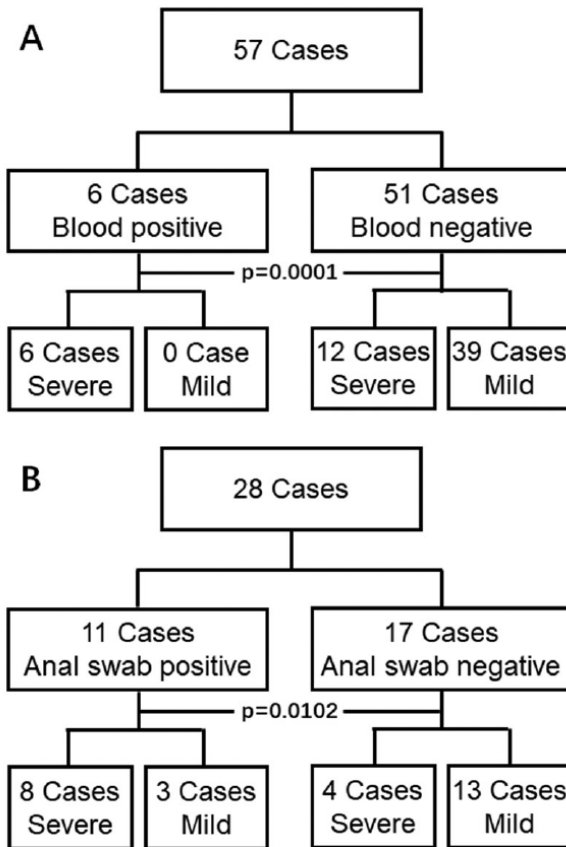 A
57 Cases
6 Cases
Blood positive
51 Cases
Blood negative
p=0.0001
6 Cases
Severe
0 Case
Mild
12 Cases
Severe
39 Cases
Mild
B
28 Cases
11 Cases
Anal swab positive
17 Cases
Anal swab negative
p=0.0102
8 Cases
Severe
3 Cases
Mild
4 Cases
Severe
13 Cases
Mild